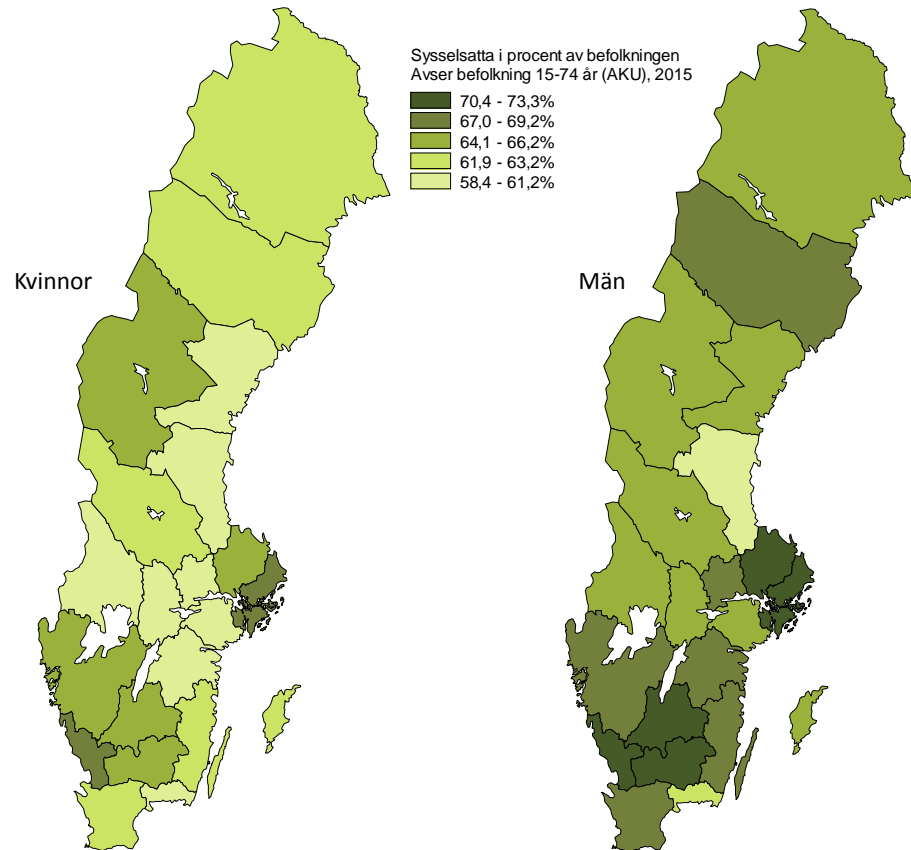 Sysselsatta i procent av befolkningen
Avser befolkning 15-74 år (AKU), 2015
70,4 - 73,3%
67,0 - 69,2%
64,1 - 66,2%
61,9 - 63,2%
58,4 - 61,2%
Kvinnor
Män